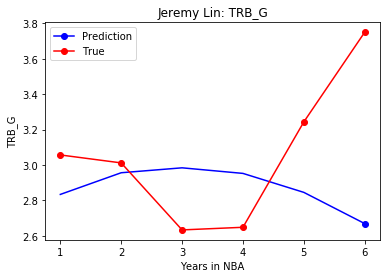 Jeremy Lin: TRB_G
Prediction
True
3.8
3.6
3.4
3.2
3.0
2.8
2.6
TRB_G
1 2 3 4 5 6
Years in NBA